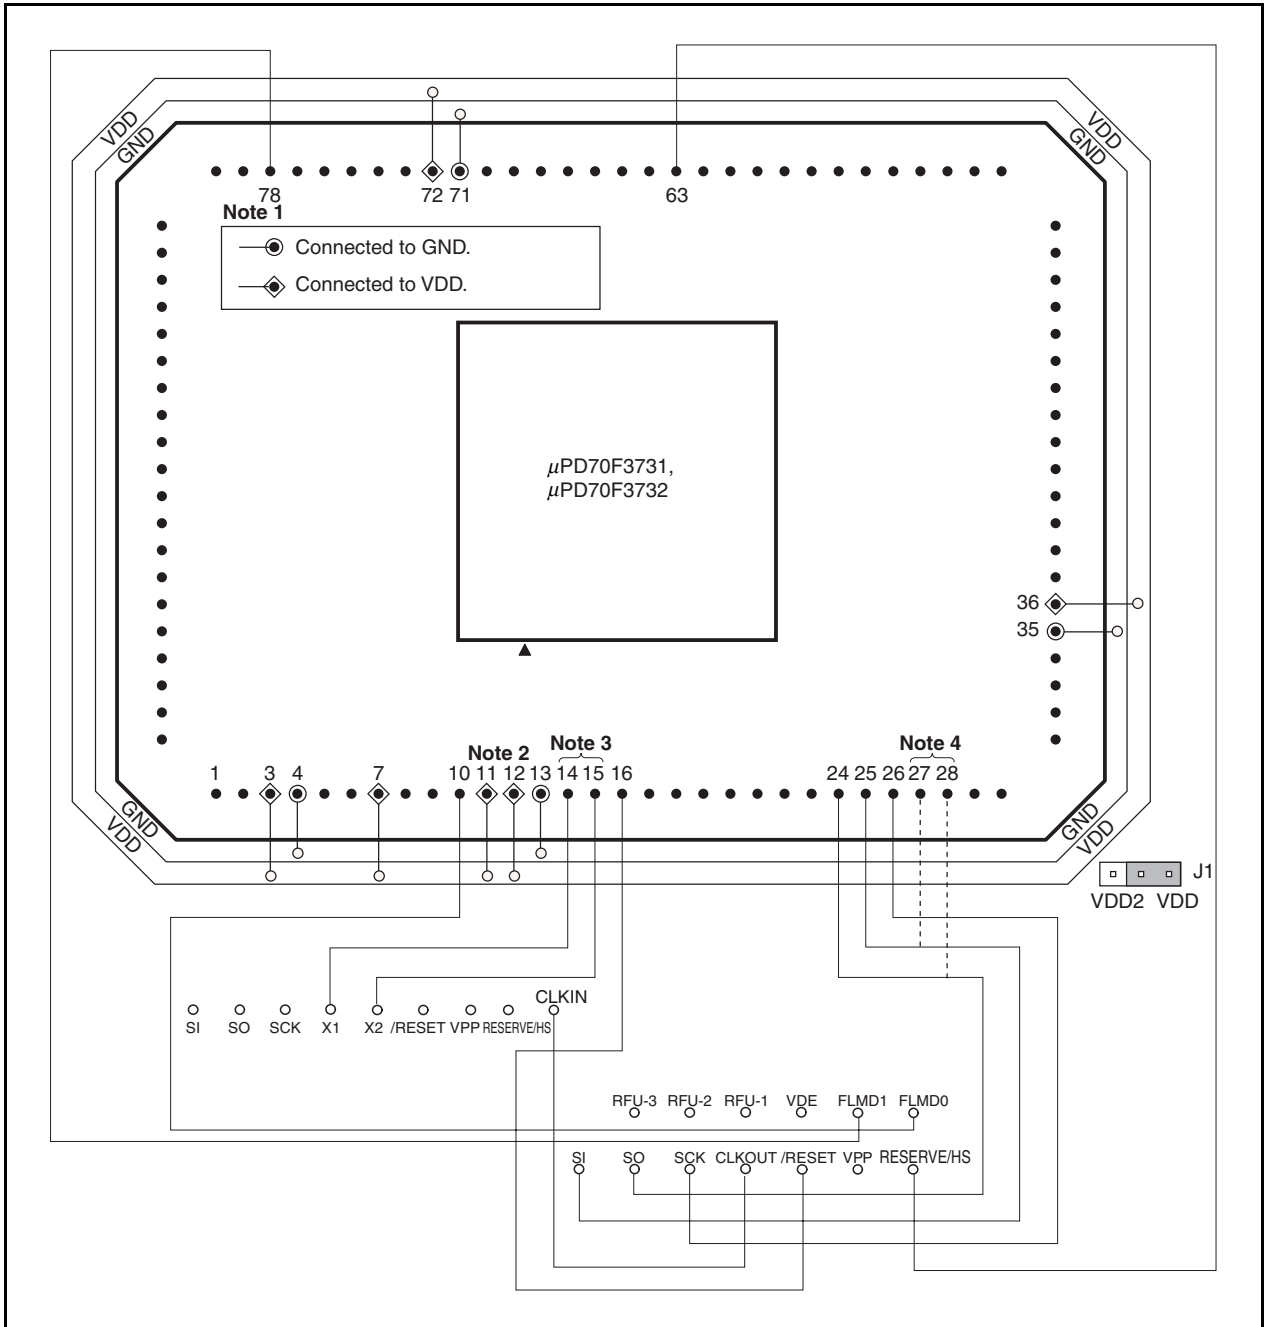 VDD
GND
VDD
GND
78
72 71
63
Note 1
Connected to GND.
Connected to VDD.
μPD70F3731,
μPD70F3732
36
35
Note 2
Note 3
Note 4
1 3 4 7 10 11 12 13 14 15 16 24 25 26 27 28
GND
VDD
GND
VDD
J1
VDD2 VDD
CLKIN
SI SO SCK X1 X2 /RESET VPP RESERVE/HS
RFU-3 RFU-2 RFU-1 VDE FLMD1 FLMD0
SI SO SCK CLKOUT /RESET VPP RESERVE/HS